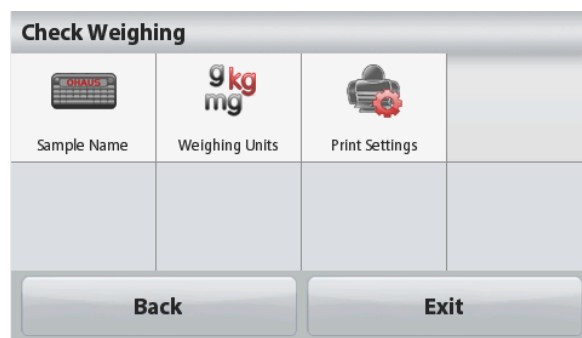 Check Weighing
OHAUS
g kg
mg
Sample Name
Weighing Units
Print Settings
Back
Exit